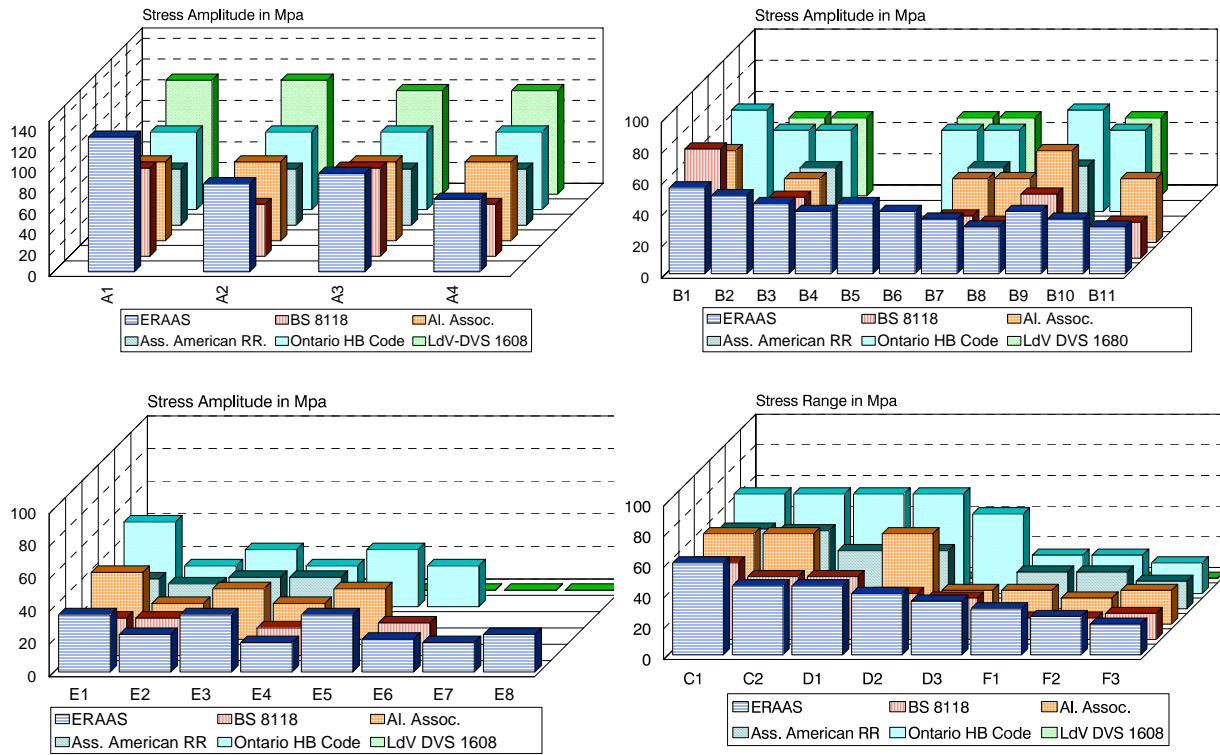 Stress Amplitude in Mpa
140
120
100
80
60
40
20
0
A1 A2 A3 A4
ERAAS BS 8118 Al. Assoc.
Ass. American RR. Ontario HB Code LdV-DVS 1608
Stress Amplitude in Mpa
100
80
60
40
20
0
B1 B2 B3 B4 B5 B6 B7 B8 B9 B10 B11
ERAAS BS 8118 Al. Assoc.
Ass. American RR Ontario HB Code LdV DVS 1680
Stress Amplitude in Mpa
100
80
60
40
20
0
E1 E2 E3 E4 E5 E6 E7 E8
ERAAS BS 8118 Al. Assoc.
Ass. American RR Ontario HB Code LdV DVS 1608
Stress Range in Mpa
100
80
60
40
20
0
C1 C2 D1 D2 D3 F1 F2 F3
ERAAS BS 8118 Al. Assoc.
Ass. American RR Ontario HB Code LdV DVS 1608